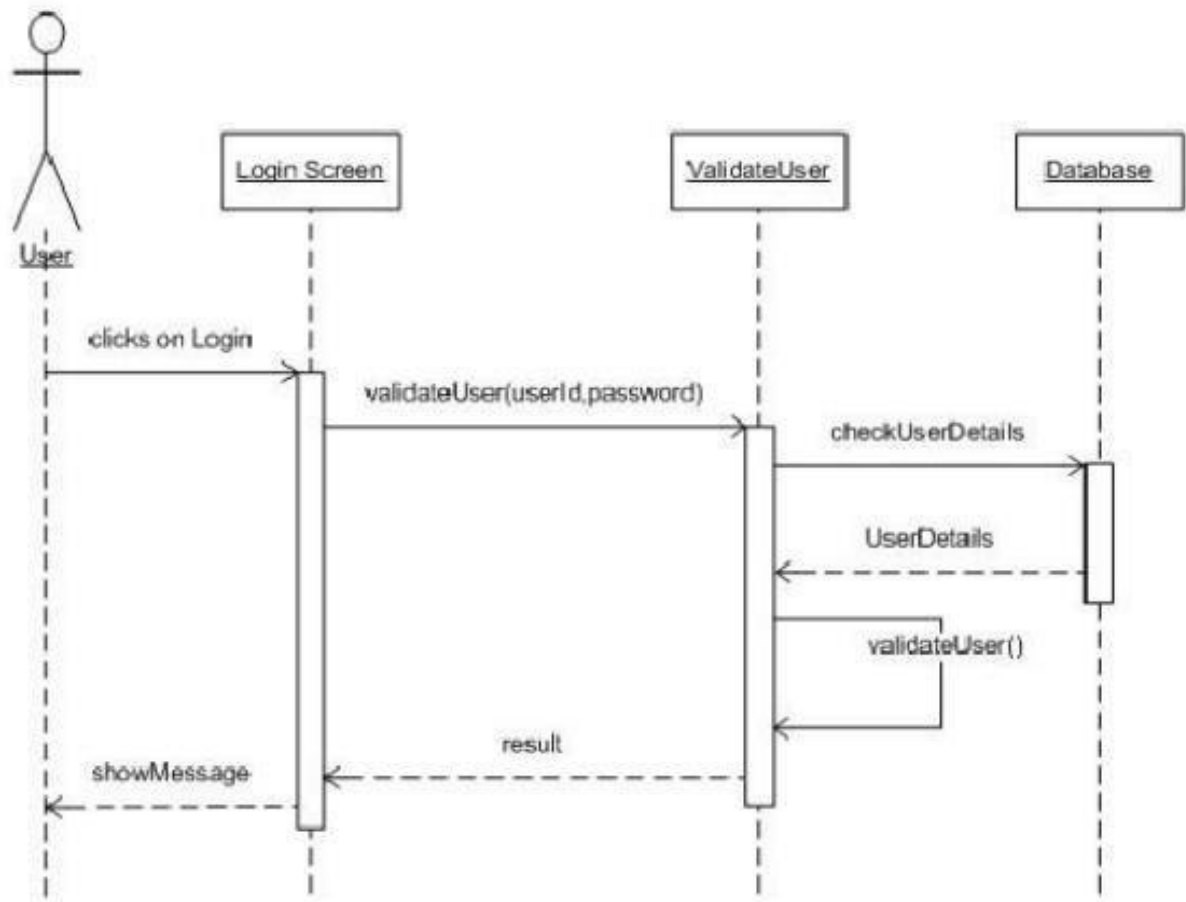 Login Screen
ValidateUser
Database
User
clicks on Login
validateUser(userId,password)
checkUserDetails
UserDetails
validateUser()
result
showMessage